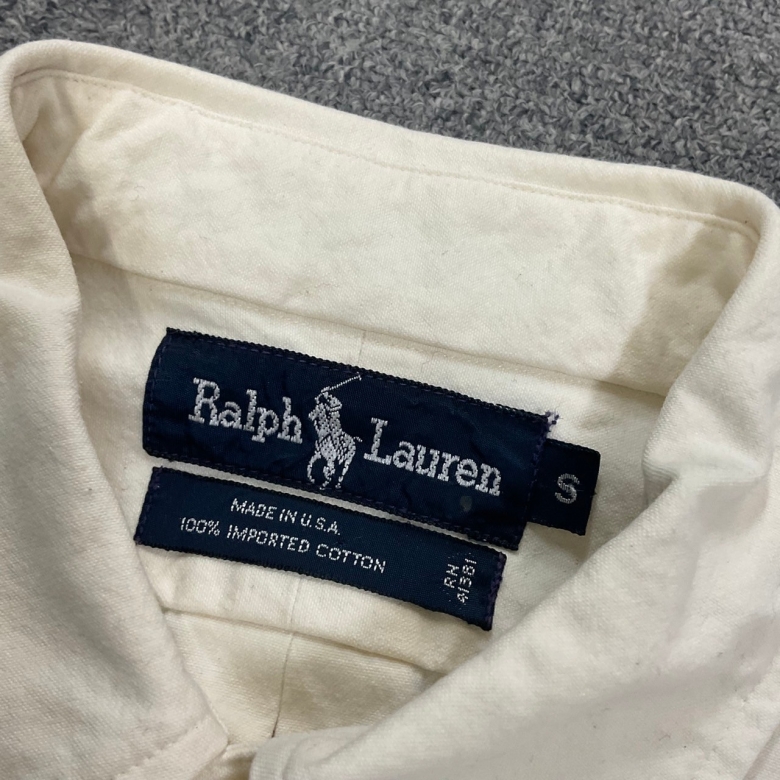 Ralph Lauren
S
MADE IN U.S.A.
100% IMPORTED COTTON
RN
41381